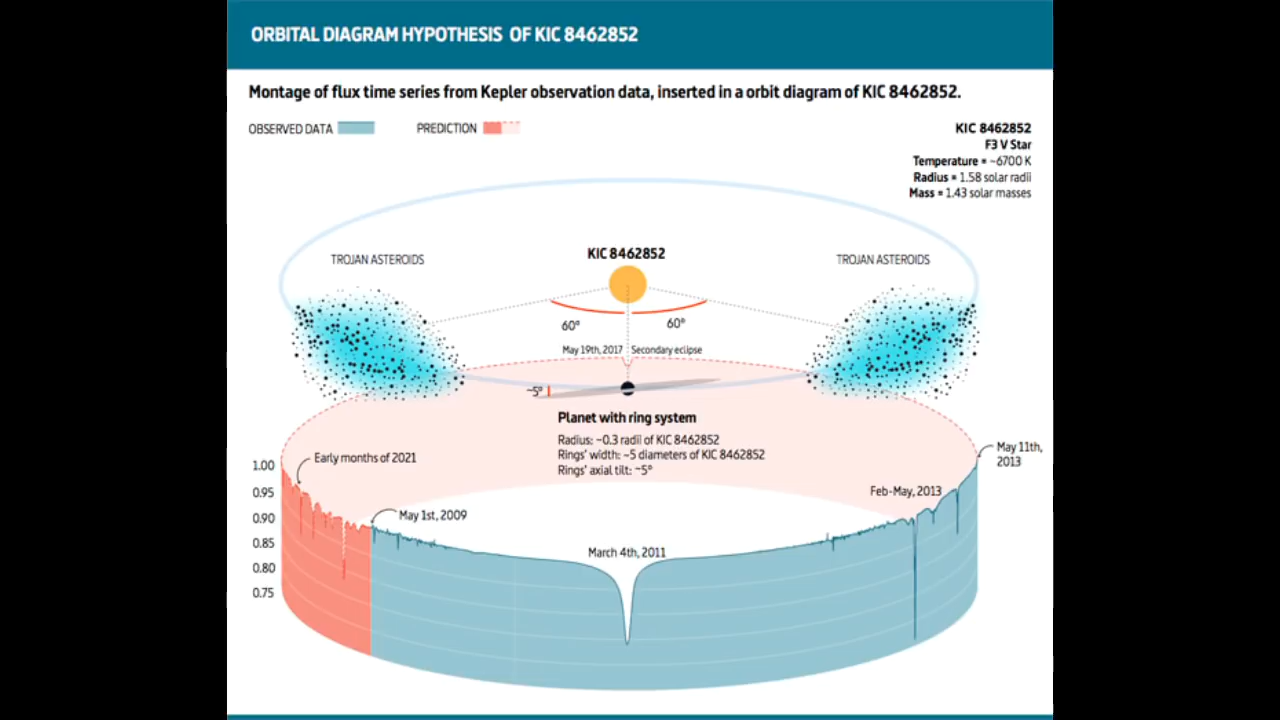 ORBITAL DIAGRAM HYPOTHESIS OF KIC 8462852
Montage of flux time series from Kepler observation data, inserted in a orbit diagram of KIC 8462852.
OBSERVED DATA
PREDICTION
KIC 8462852
F3 V Star
Temperature = ~6700 K
Radius = 1.58 solar radii
Mass = 1.43 solar masses
TROJAN ASTEROIDS
KIC 8462852
TROJAN ASTEROIDS
60°
60°
May 19th, 2017
Secondary eclipse
~5°
Planet with ring system
Radius: ~0.3 radii of KIC 8462852
Rings' width: ~5 diameters of KIC 8462852
Rings' axial tilt: ~5°
Early months of 2021
May 11th,
2013
Feb-May, 2013
May 1st, 2009
March 4th, 2011
1.00
0.95
0.90
0.85
0.80
0.75